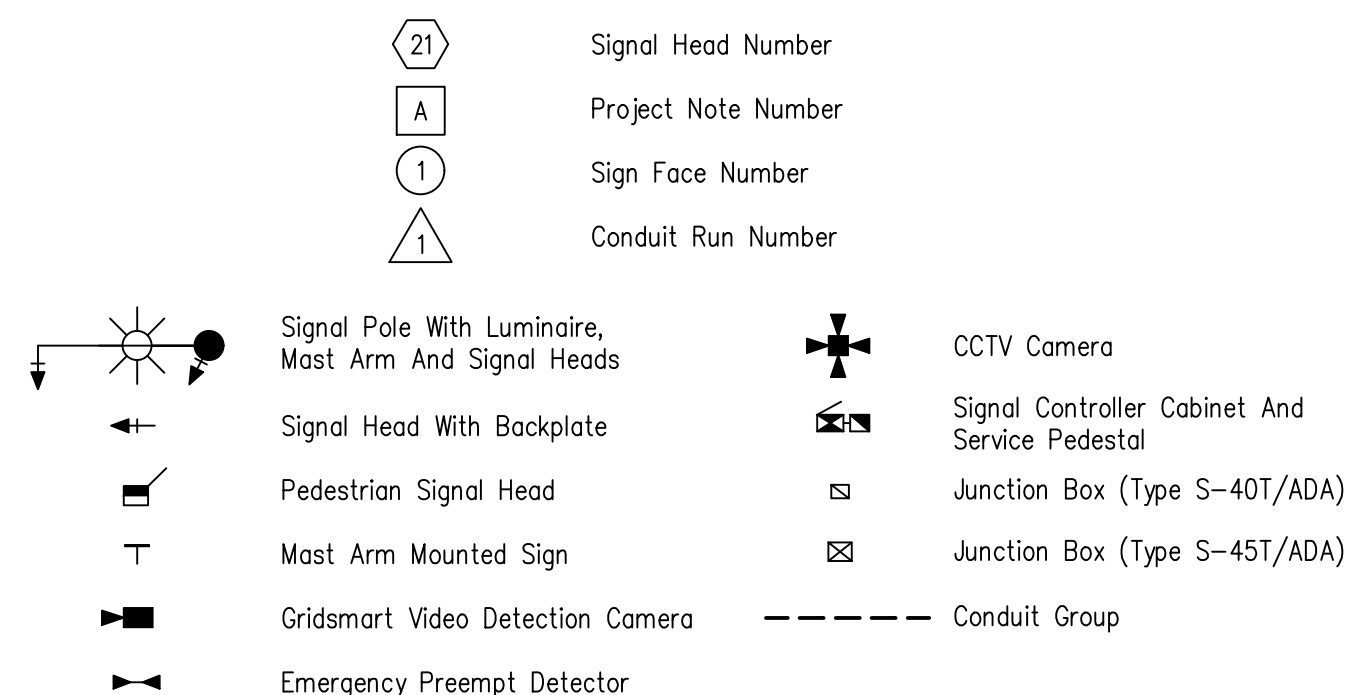 21 Signal Head Number
A Project Note Number
1 Sign Face Number
1 Conduit Run Number
Signal Pole With Luminaire,
Mast Arm And Signal Heads
Signal Head With Backplate
Pedestrian Signal Head
Mast Arm Mounted Sign
Gridsmart Video Detection Camera
Emergency Preempt Detector
CCTV Camera
Signal Controller Cabinet And
Service Pedestal
Junction Box (Type S-40T/ADA)
Junction Box (Type S-45T/ADA)
Conduit Group